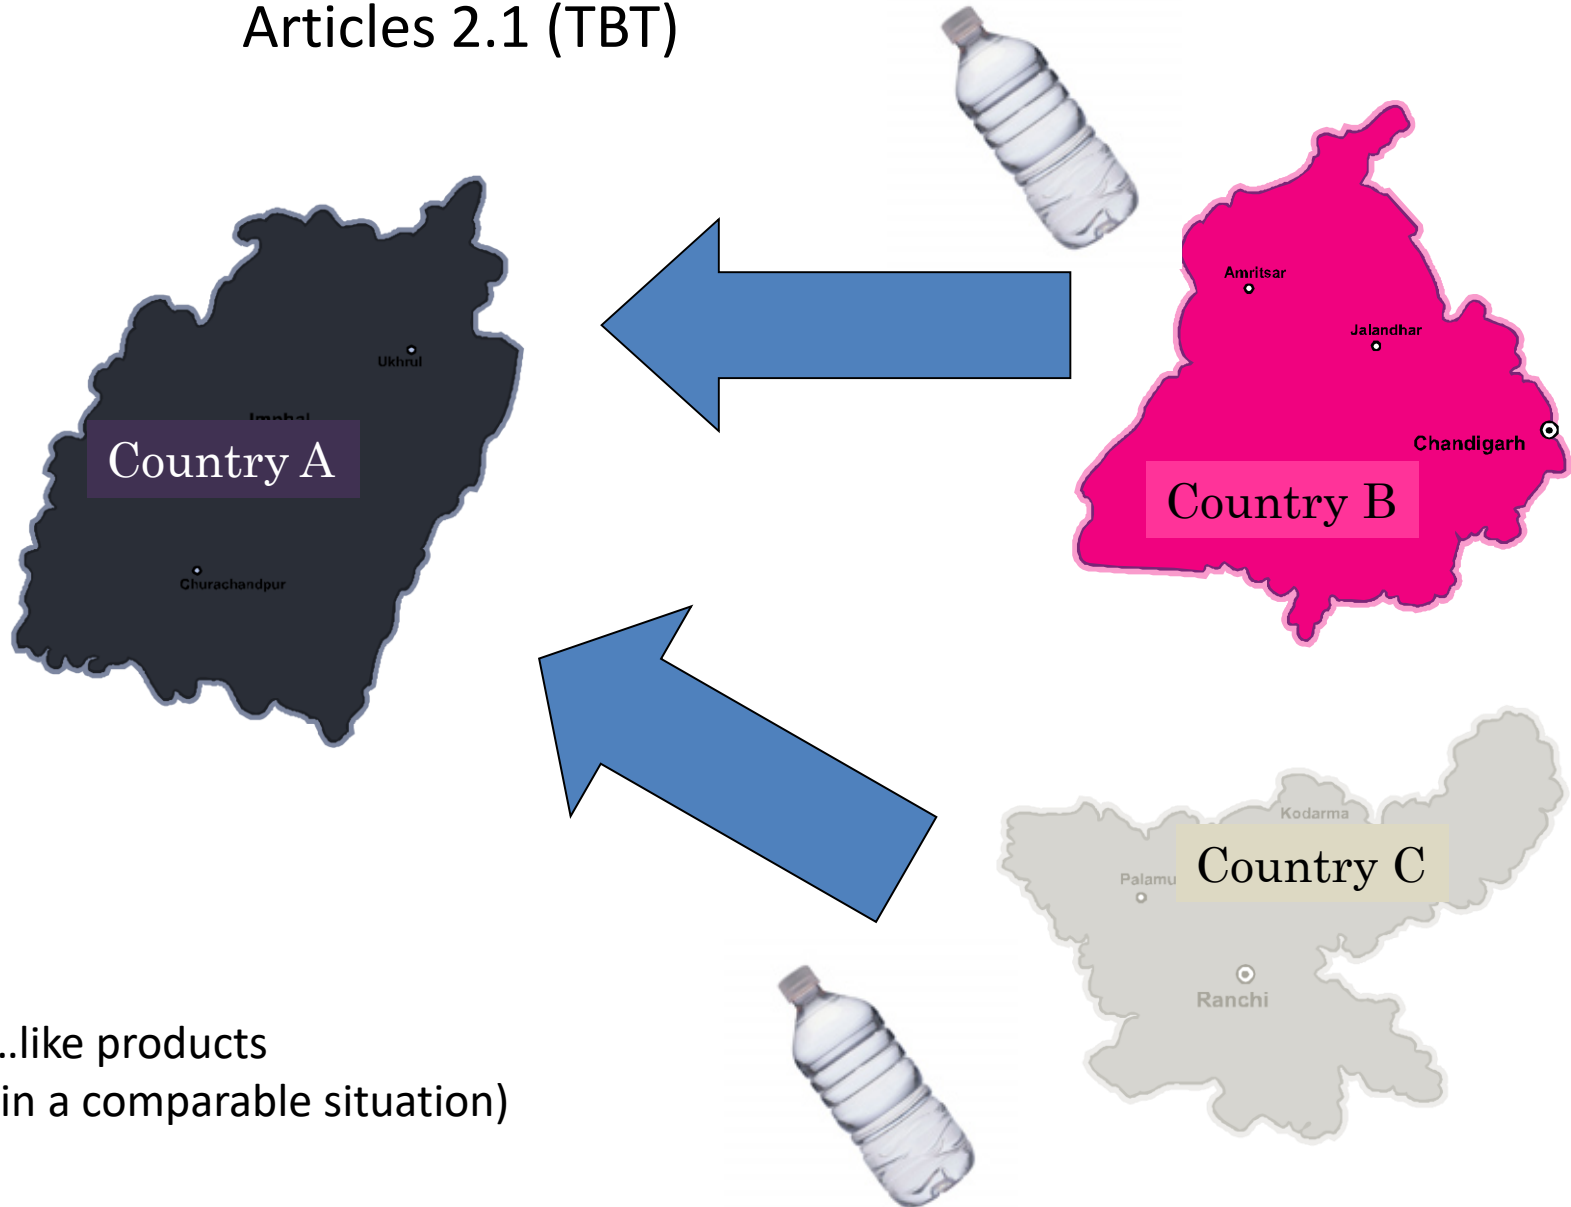 Articles 2.1 (TBT)
Amritsar
Jalandhar
Ukhrul
Imphal
Country A
Chandigarh
Country B
Churachandpur
Kodarma
Country C
Palamu
Ranchi
...like products
(in a comparable situation)